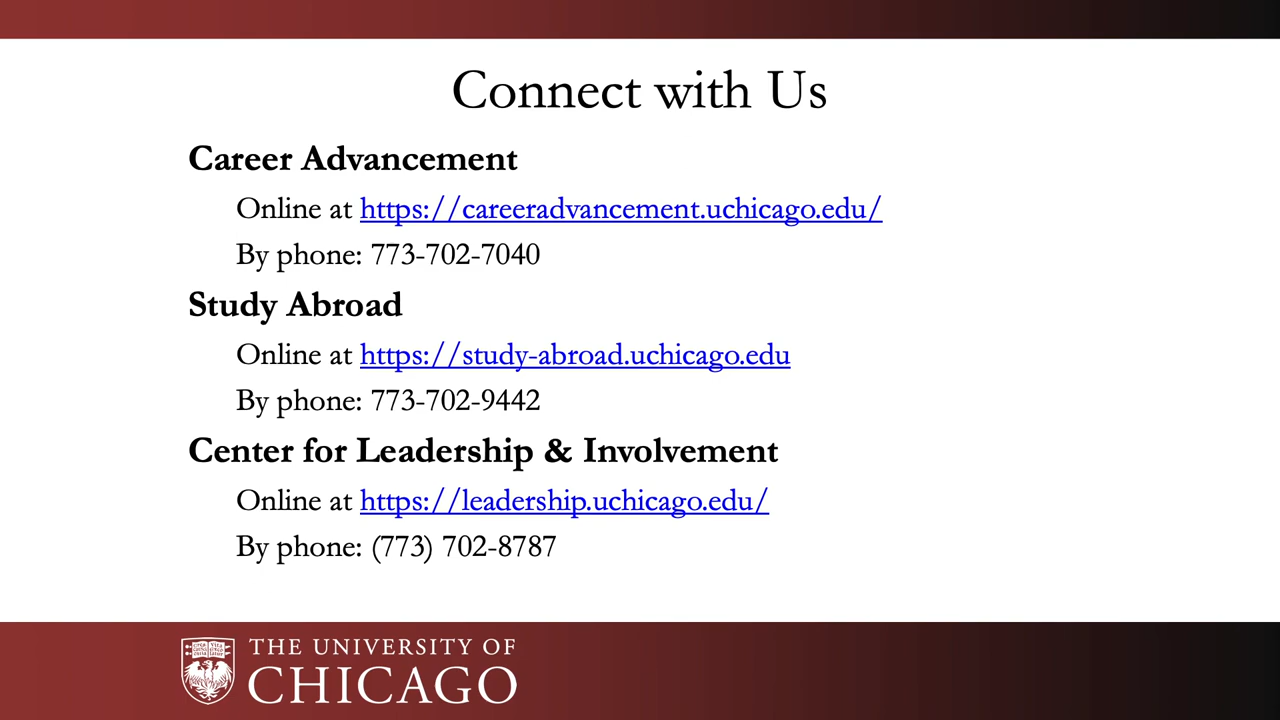 Connect with Us
Career Advancement
Online at https://careeradvancement.uchicago.edu/
By phone: 773-702-7040
Study Abroad
Online at https://study-abroad.uchicago.edu
By phone: 773-702-9442
Center for Leadership & Involvement
Online at https://leadership.uchicago.edu/
By phone: (773) 702-8787
THE UNIVERSITY OF
CHICAGO